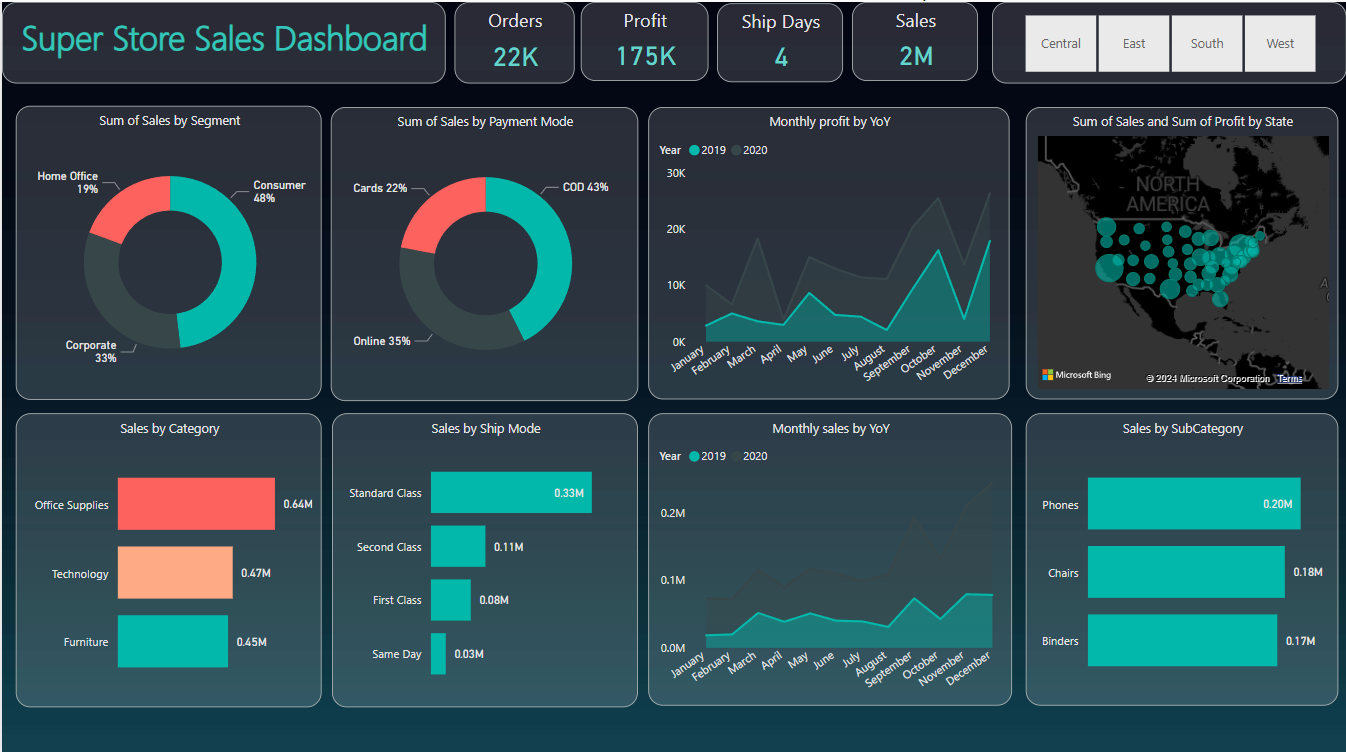 Super Store Sales Dashboard
Orders
22K
Profit
175K
Ship Days
4
Sales
2M
Central
East
South
West
Sum of Sales by Segment
Home Office
19%
Consumer
48%
Corporate
33%
Sum of Sales by Payment Mode
Cards 22%
COD 43%
Online 35%
Monthly profit by YoY
Year 2019 2020
30K
20K
10K
0K
January
February
March
April
May
June
July
August
September
October
November
December
Sum of Sales and Sum of Profit by State
NORTH
AMERICA
A
Microsoft Bing
© 2024 Microsoft Corporation Terms
Sales by Category
Office Supplies 0.64M
Technology 0.47M
Furniture 0.45M
Sales by Ship Mode
Standard Class 0.33M
Second Class 0.11M
First Class 0.08M
Same Day 0.03M
Monthly sales by YoY
Year 2019 2020
0.2M
0.1M
0.0M
January
February
March
April
May
June
July
August
September
October
November
December
Sales by SubCategory
Phones 0.20M
Chairs 0.18M
Binders 0.17M